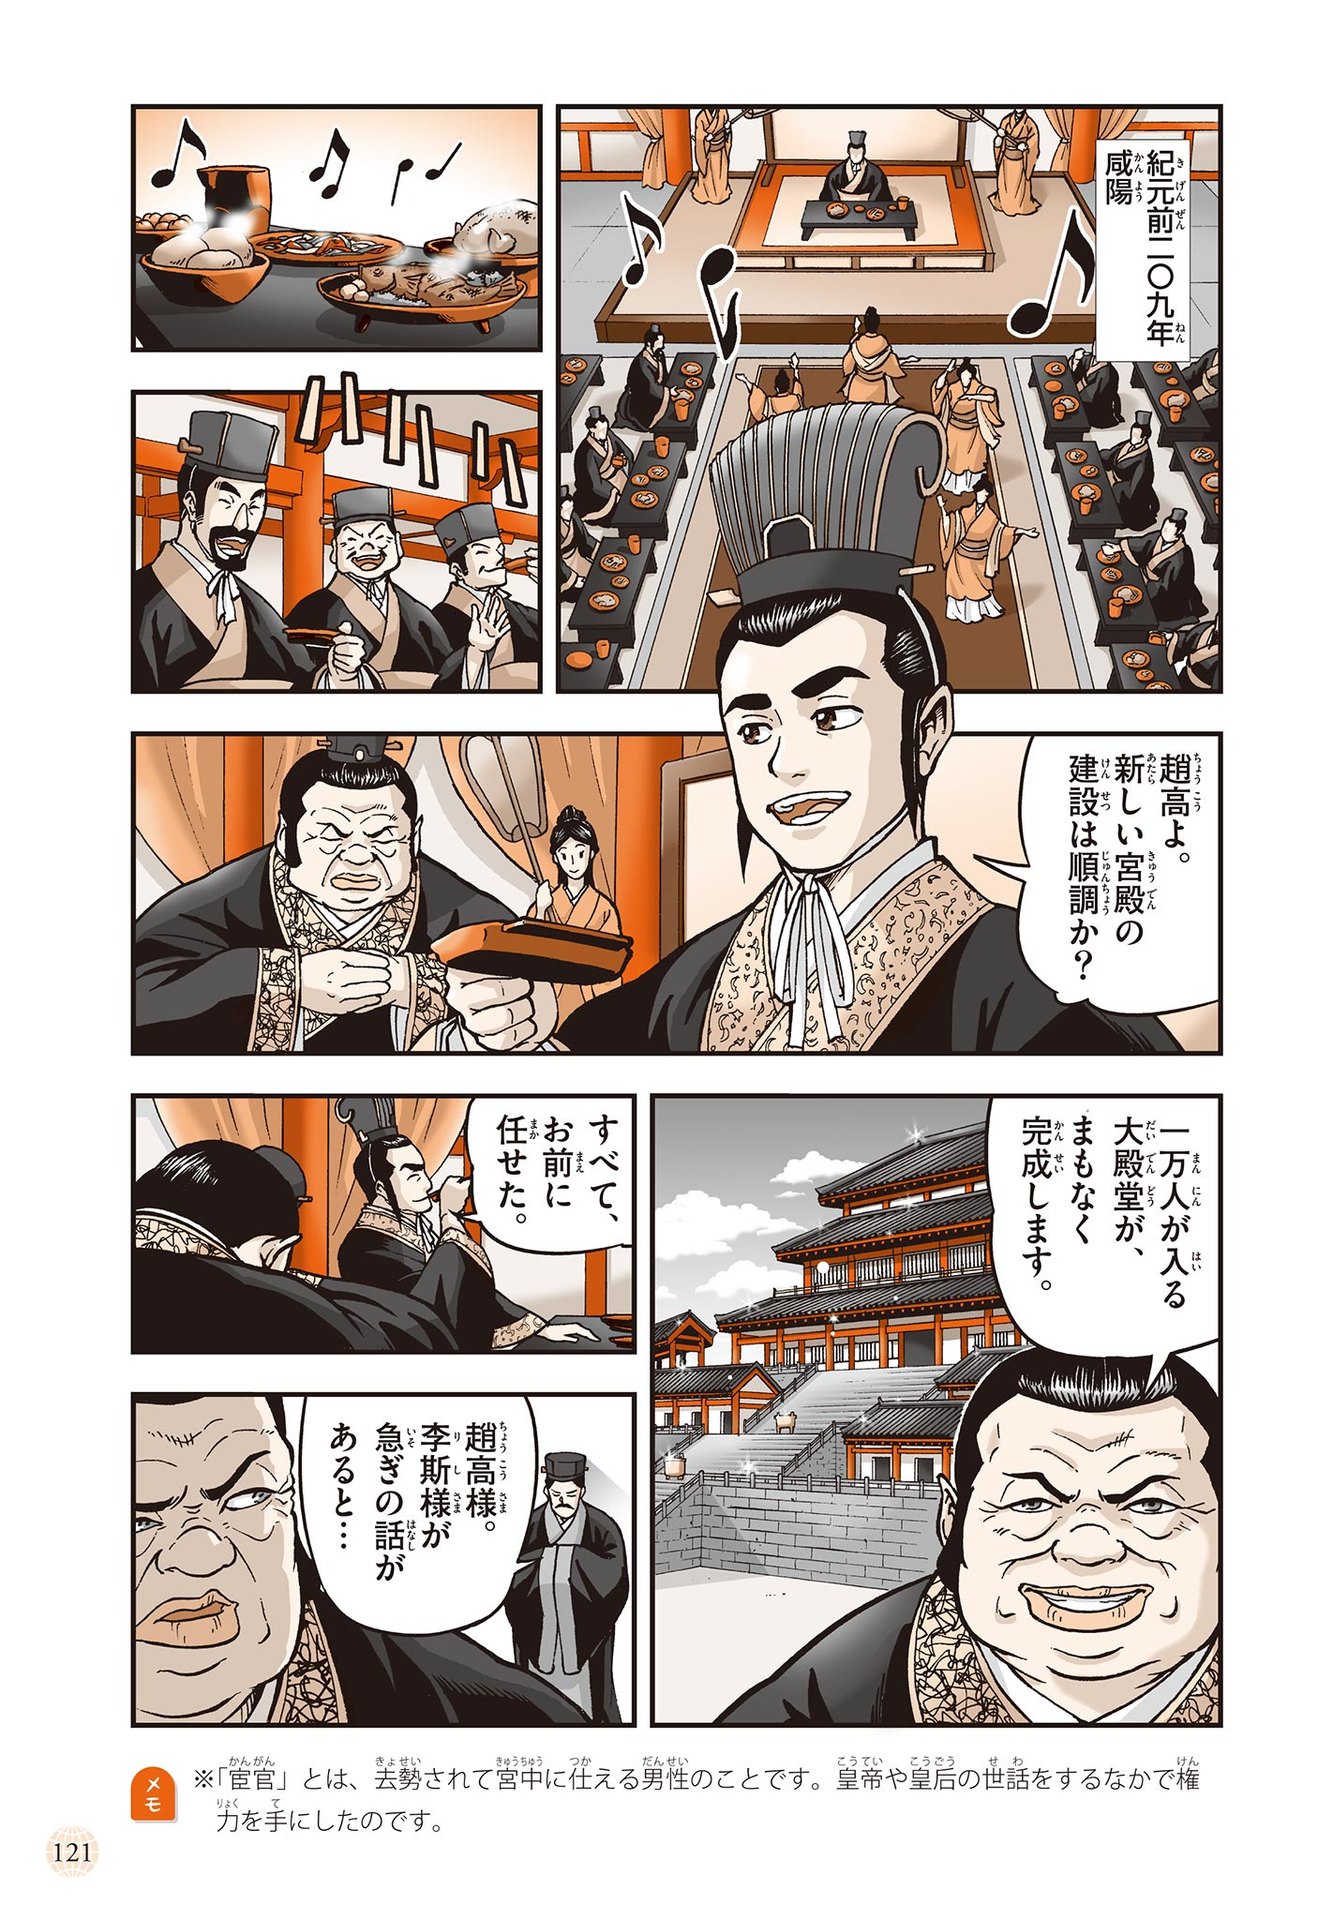 紀元前二〇九年
咸陽
趙高よ。
新しい宮殿の
建設は順調か？
一万人が入る
大殿堂が、
まもなく
完成します。
すべて、
お前に
任せた。
趙高様。
李斯様が
急ぎの話が
あると…
メモ
※「宦官」とは、去勢されて宮中に仕える男性のことです。皇帝や皇后の世話をするなかで権
力を手にしたのです。
121